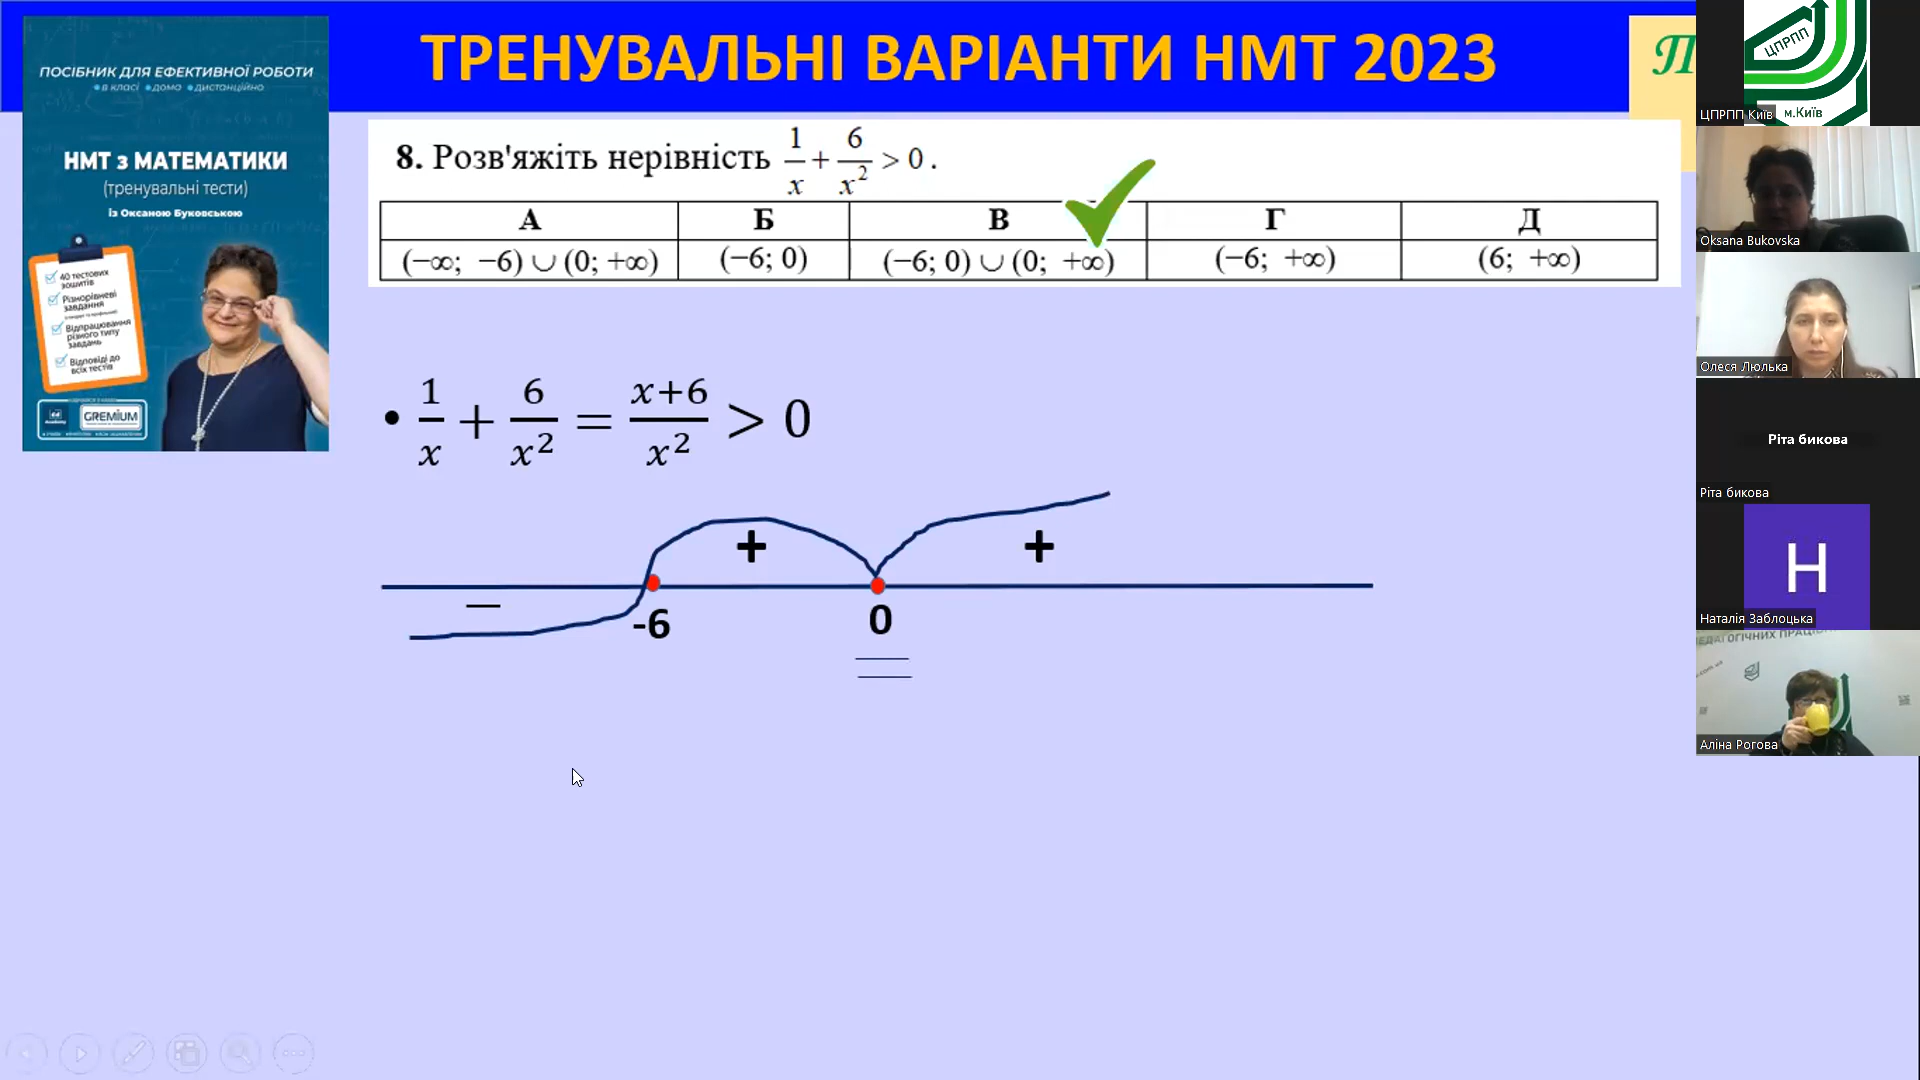 ТРЕНУВАЛЬНІ ВАРІАНТИ НМТ 2023
ПОСІБНИК ДЛЯ ЕФЕКТИВНОЇ РОБОТИ
• в класі • дома • дистанційно
НМТ з МАТЕМАТИКИ
(тренувальні тести)
із Оксаною Буковською
40 тестових
зошитів
Різнорівневі
завдання
Відпрацювання
різного типу
завдань
Відповіді до
всіх тестів
GREMIUM
8. Розв'яжіть нерівність 1/x + 6/x² > 0.
А Б В Г Д
(−∞; −6) ∪ (0; +∞) (−6; 0) (−6; 0) ∪ (0; +∞) (−6; +∞) (6; +∞)
• 1/x + 6/x² = x+6/x² > 0
+ +
−
-6 0
П
ЦПРПП
м.Київ
ЦПРПП Київ
Oksana Bukovska
Олеся Люлька
Ріта бикова
Ріта бикова
Н
Наталія Заблоцька
Аліна Рогова